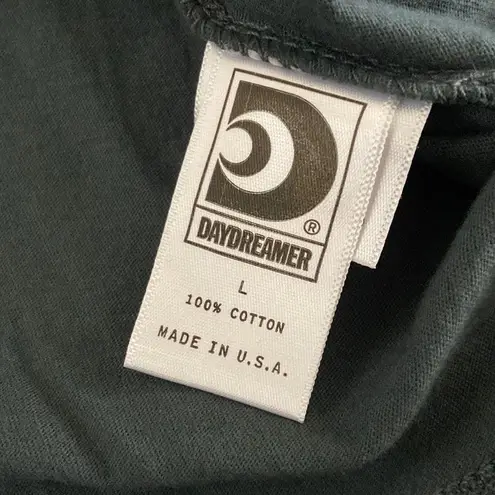 DAYDREAMER®
L
100% COTTON
MADE IN U.S.A.